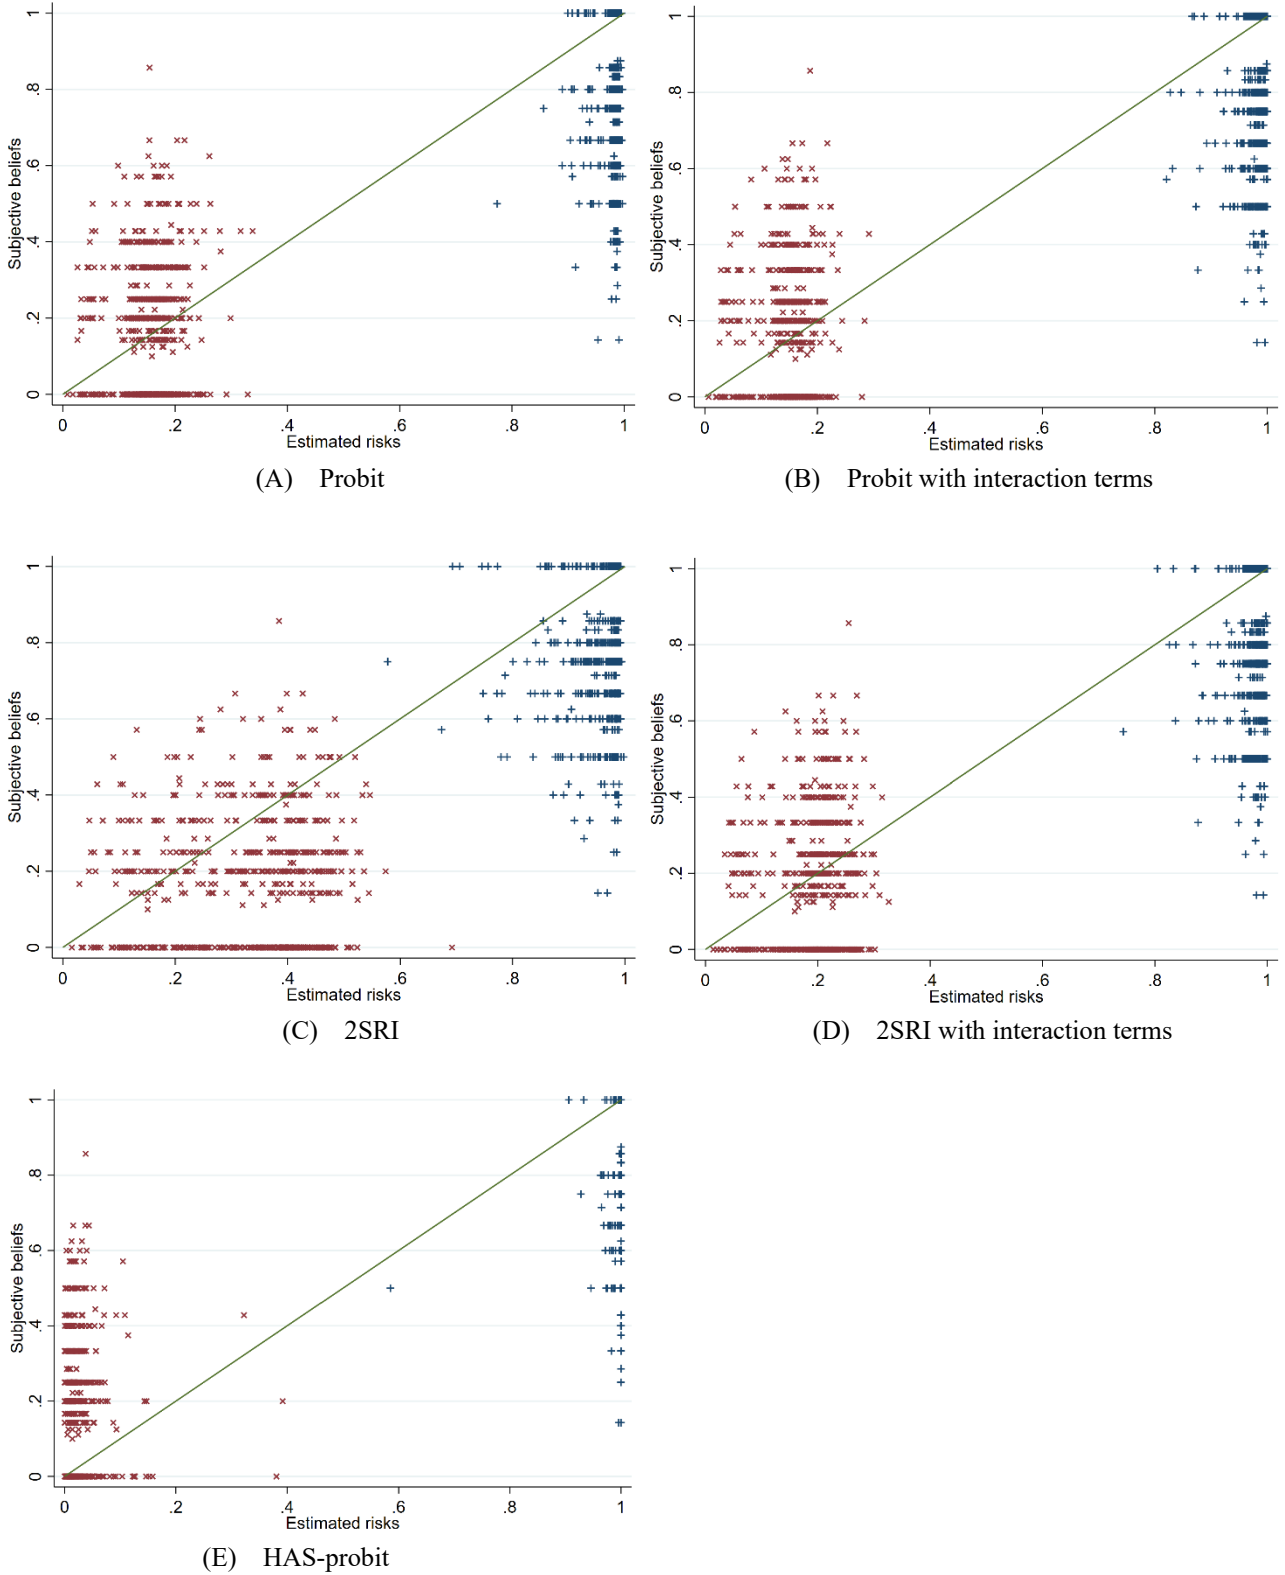 Subjective beliefs
1
.8
.6
.4
.2
0
0 .2 .4 .6 .8 1
Estimated risks
(A) Probit
Subjective beliefs
1
.8
.6
.4
.2
0
0 .2 .4 .6 .8 1
Estimated risks
(B) Probit with interaction terms
Subjective beliefs
1
.8
.6
.4
.2
0
0 .2 .4 .6 .8 1
Estimated risks
(C) 2SRI
Subjective beliefs
1
.8
.6
.4
.2
0
0 .2 .4 .6 .8 1
Estimated risks
(D) 2SRI with interaction terms
Subjective beliefs
1
.8
.6
.4
.2
0
0 .2 .4 .6 .8 1
Estimated risks
(E) HAS-probit